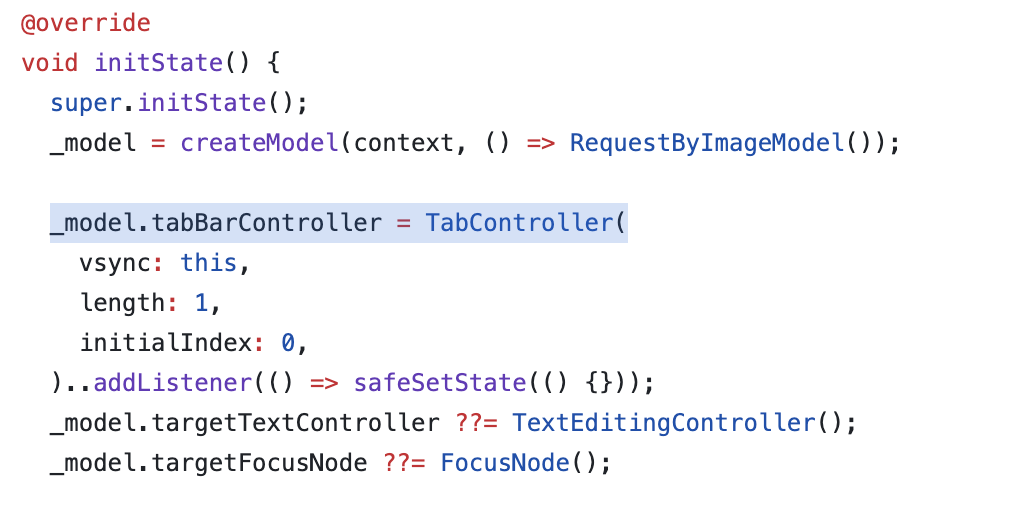 @override
void initState() {
super.initState();
_model = createModel(context, () => RequestByImageModel());
_model.tabBarController = TabController(
vsync: this,
length: 1,
initialIndex: 0,
)..addListener(() => safeSetState(() {}));
_model.targetTextController ??= TextEditingController();
_model.targetFocusNode ??= FocusNode();